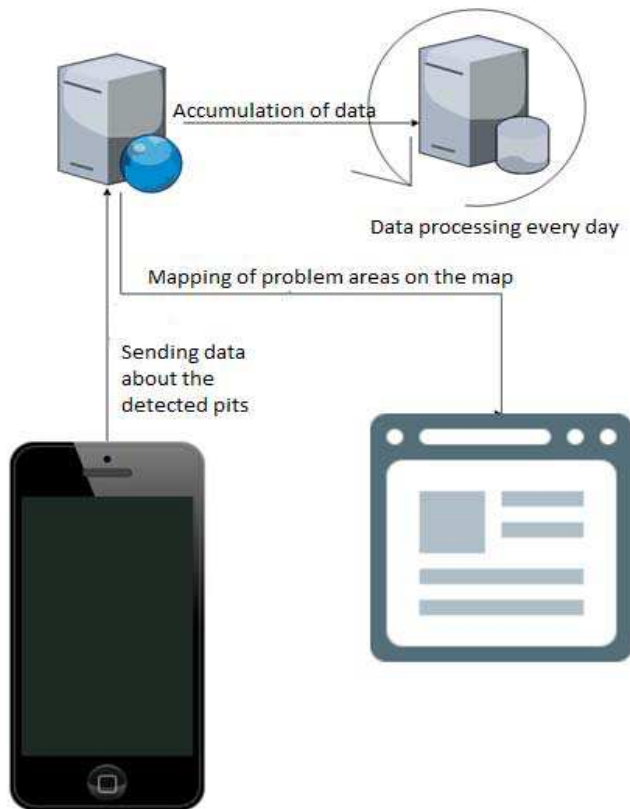 Accumulation of data
Data processing every day
Mapping of problem areas on the map
Sending data
about the
detected pits